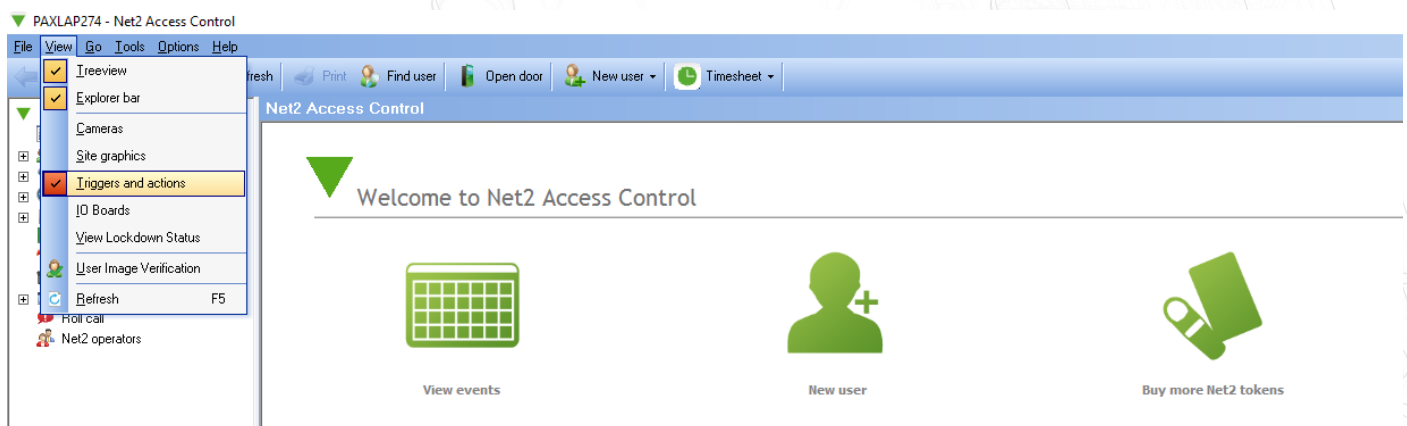 PAXLAP274 - Net2 Access Control
File View Go Tools Options Help
fresh Print Find user Open door New user Timesheet
Treeview
Explorer bar
Cameras
Site graphics
Triggers and actions
IO Boards
View Lockdown Status
User Image Verification
Refresh F5
Roll call
Net2 operators
Net2 Access Control
Welcome to Net2 Access Control
View events
New user
Buy more Net2 tokens